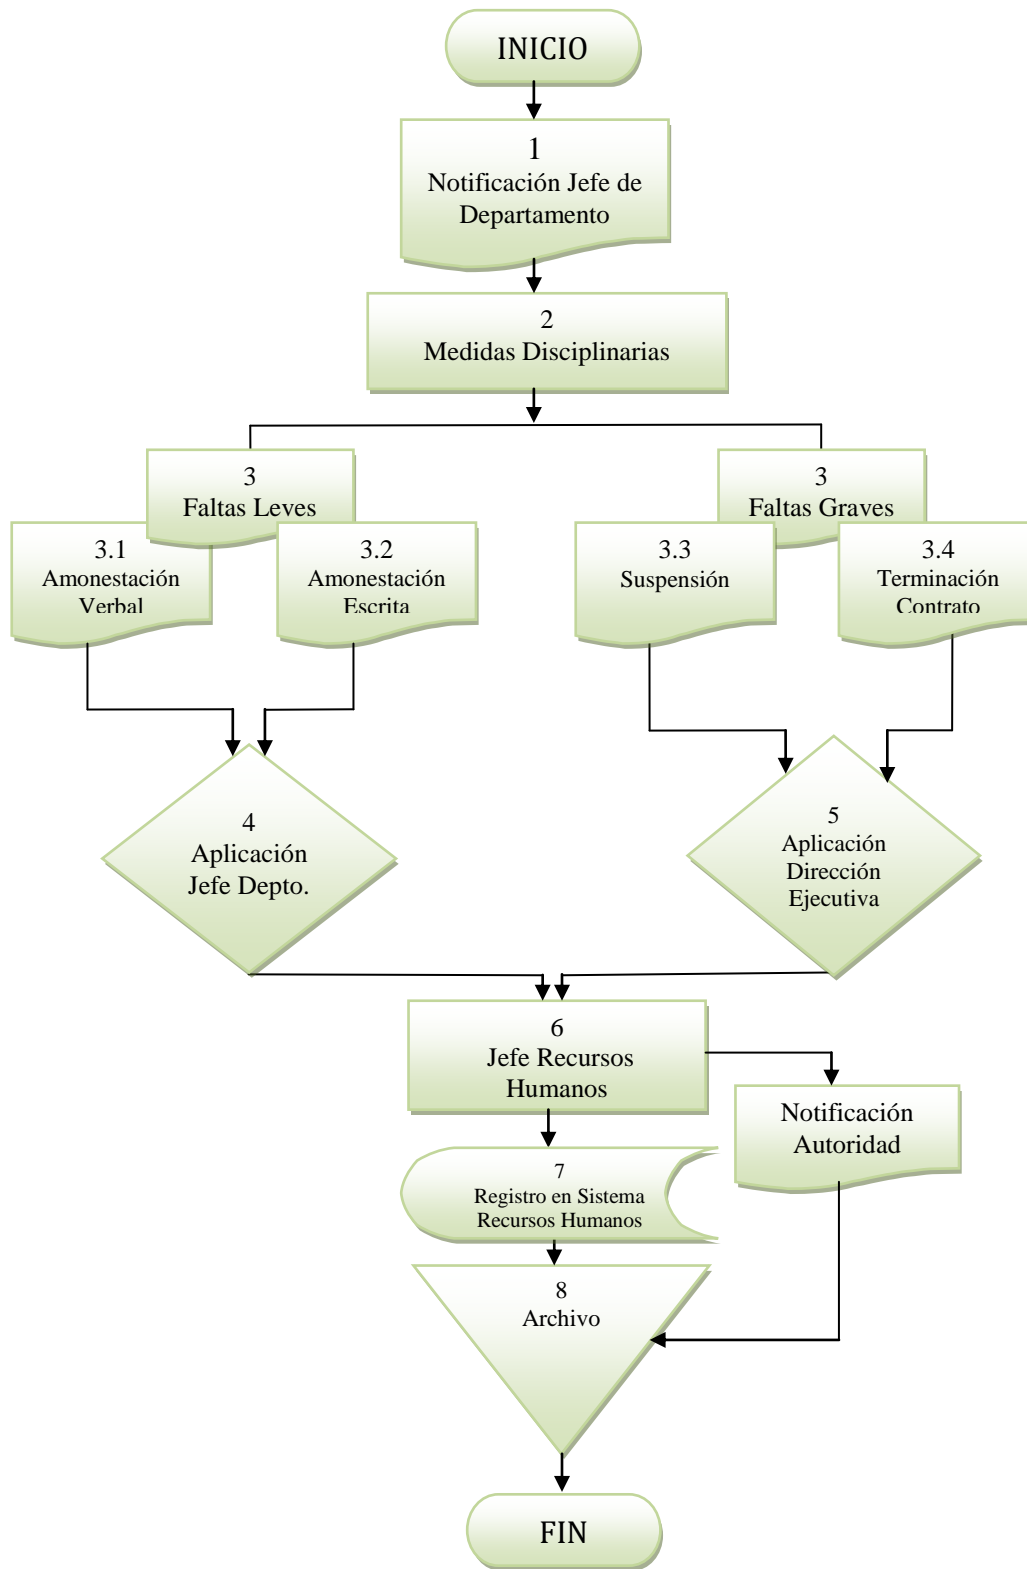 INICIO
1
Notificación Jefe de
Departamento
2
Medidas Disciplinarias
3
Faltas Leves
3
Faltas Graves
3.1
Amonestación
Verbal
3.2
Amonestación
Escrita
3.3
Suspensión
3.4
Terminación
Contrato
4
Aplicación
Jefe Depto.
5
Aplicación
Dirección
Ejecutiva
6
Jefe Recursos
Humanos
Notificación
Autoridad
7
Registro en Sistema
Recursos Humanos
8
Archivo
FIN